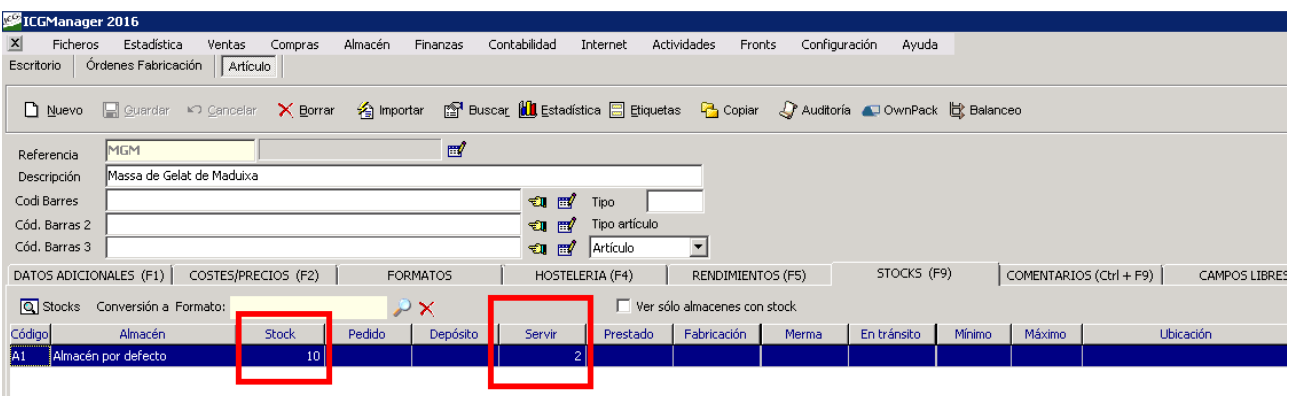 ICGManager 2016
X Ficheros Estadística Ventas Compras Almacén Finanzas Contabilidad Internet Actividades Fronts Configuración Ayuda
Escritorio Órdenes Fabricación Artículo
Nuevo Guardar Cancelar Borrar Importar Buscar Estadística Etiquetas Copiar Auditoría OwnPack Balanceo
Referencia MGM
Descripción Massa de Gelat de Maduixa
Codi Barres Tipo
Cód. Barras 2 Tipo artículo
Cód. Barras 3 Artículo
DATOS ADICIONALES (F1) COSTES/PRECIOS (F2) FORMATOS HOSTELERIA (F4) RENDIMIENTOS (F5) STOCKS (F9) COMENTARIOS (Ctrl + F9) CAMPOS LIBRES
Stocks Conversión a Formato: Ver sólo almacenes con stock
Código Almacén Stock Pedido Depósito Servir Prestado Fabricación Merma En tránsito Mínimo Máximo Ubicación
A1 Almacén por defecto 10 2